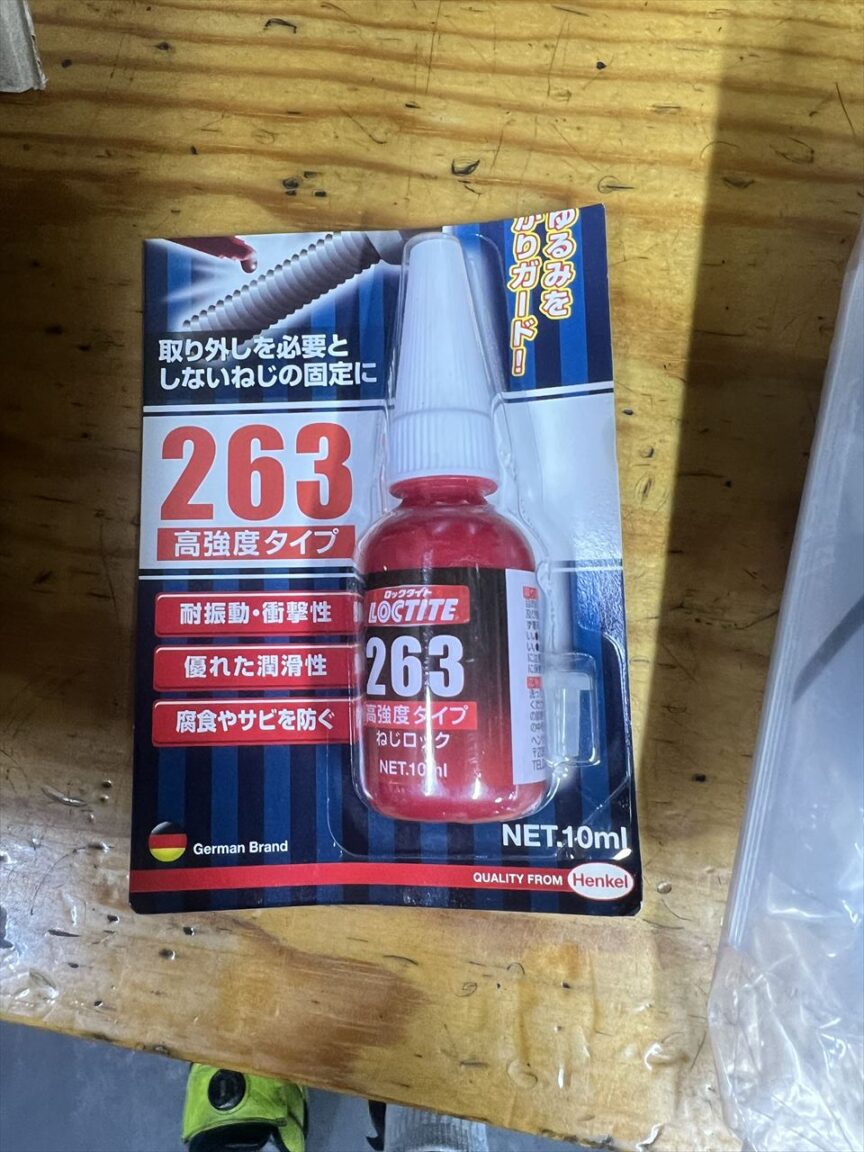 ゆるみを
がりガード!
取り外しを必要と
しないねじの固定に
263
高強度タイプ
耐振動・衝撃性
優れた潤滑性
腐食やサビを防ぐ
ロックタイト
LOCTITE
263
高強度タイプ
ねじロック
NET.10ml
NET.10ml
German Brand
QUALITY FROM Henkel